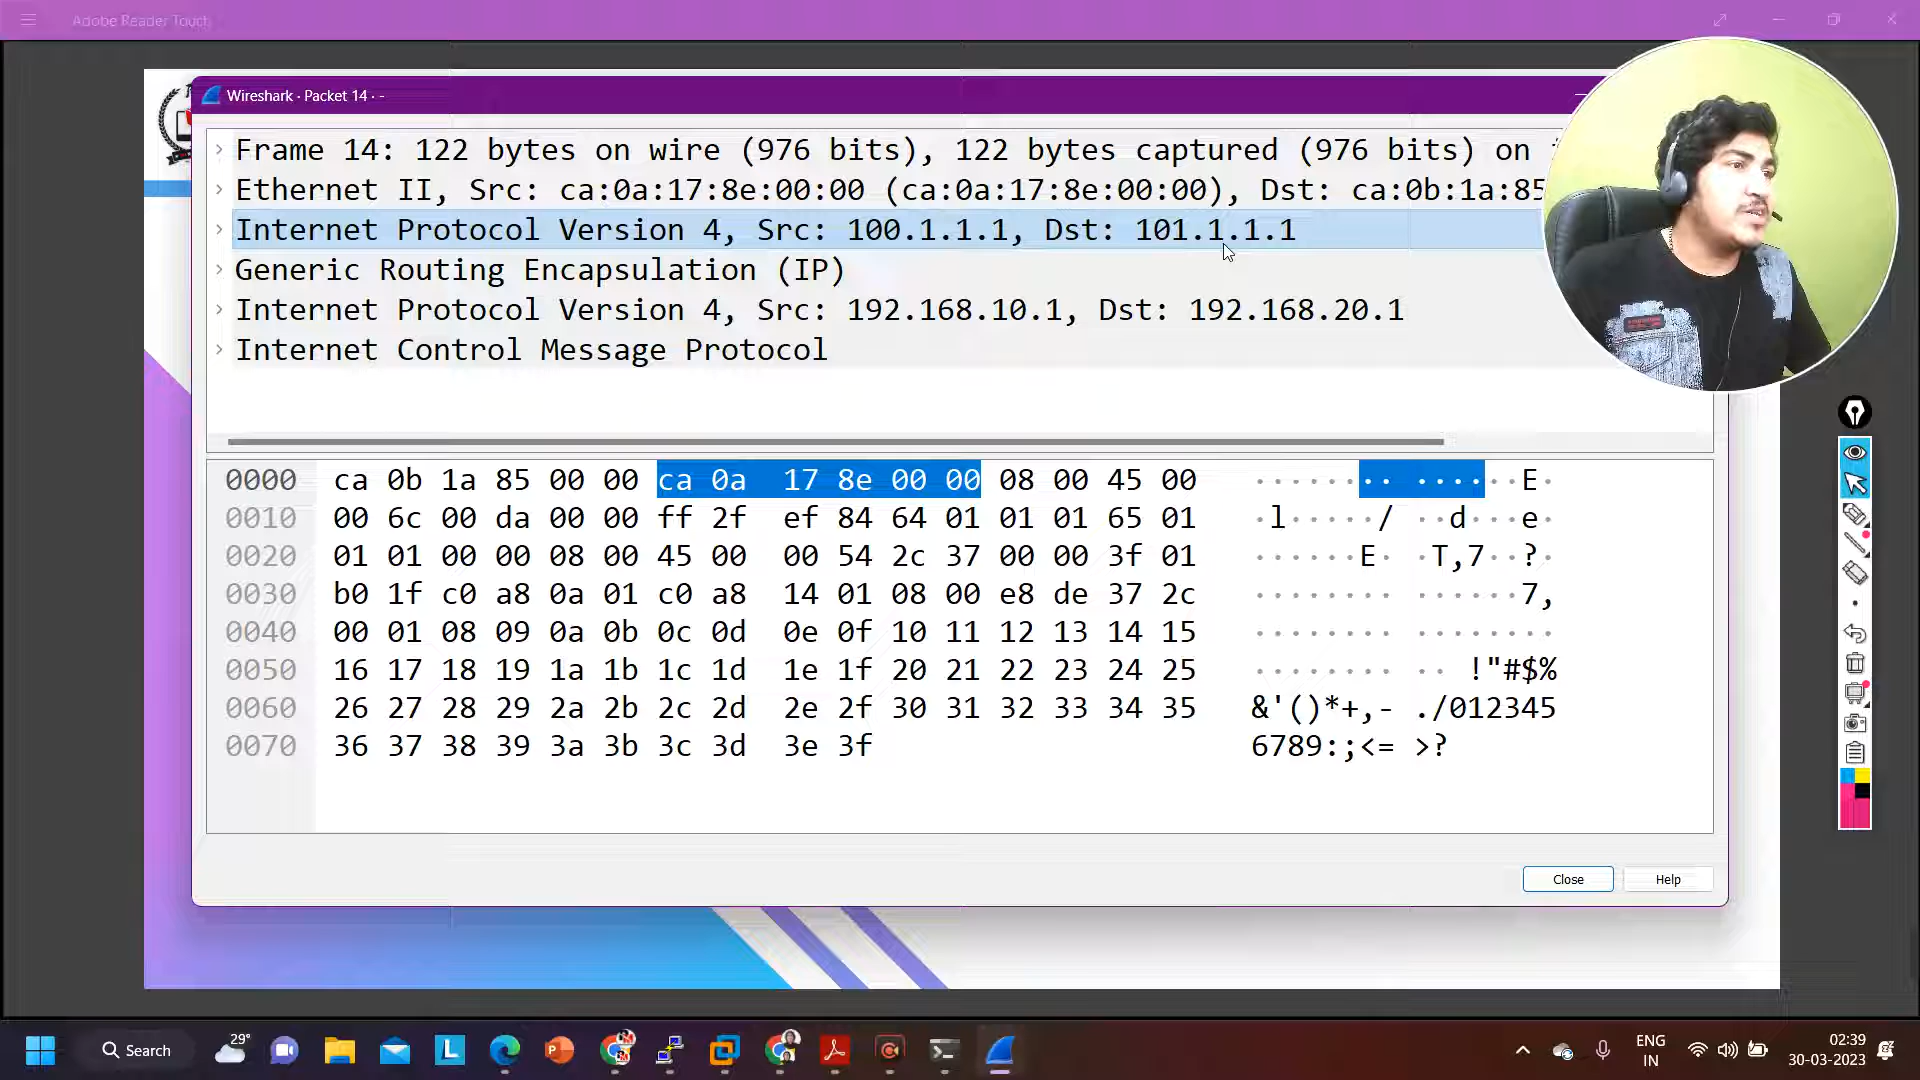 Adobe Reader Touch
Wireshark · Packet 14 · -
Frame 14: 122 bytes on wire (976 bits), 122 bytes captured (976 bits) on
Ethernet II, Src: ca:0a:17:8e:00:00 (ca:0a:17:8e:00:00), Dst: ca:0b:1a:85
Internet Protocol Version 4, Src: 100.1.1.1, Dst: 101.1.1.1
Generic Routing Encapsulation (IP)
Internet Protocol Version 4, Src: 192.168.10.1, Dst: 192.168.20.1
Internet Control Message Protocol
0000 ca 0b 1a 85 00 00 ca 0a 17 8e 00 00 08 00 45 00 ········ ······E·
0010 00 6c 00 da 00 00 ff 2f ef 84 64 01 01 01 65 01 ·l·····/ ··d···e·
0020 01 01 00 00 08 00 45 00 00 54 2c 37 00 00 3f 01 ······E· ·T,7··?·
0030 b0 1f c0 a8 0a 01 c0 a8 14 01 08 00 e8 de 37 2c ········ ······7,
0040 00 01 08 09 0a 0b 0c 0d 0e 0f 10 11 12 13 14 15 ········ ········
0050 16 17 18 19 1a 1b 1c 1d 1e 1f 20 21 22 23 24 25 ········ ·· !"#$%
0060 26 27 28 29 2a 2b 2c 2d 2e 2f 30 31 32 33 34 35 &'()*+,- ./012345
0070 36 37 38 39 3a 3b 3c 3d 3e 3f 6789:;<= >?
Close Help
29°
Search
ENG
IN
02:39
30-03-2023